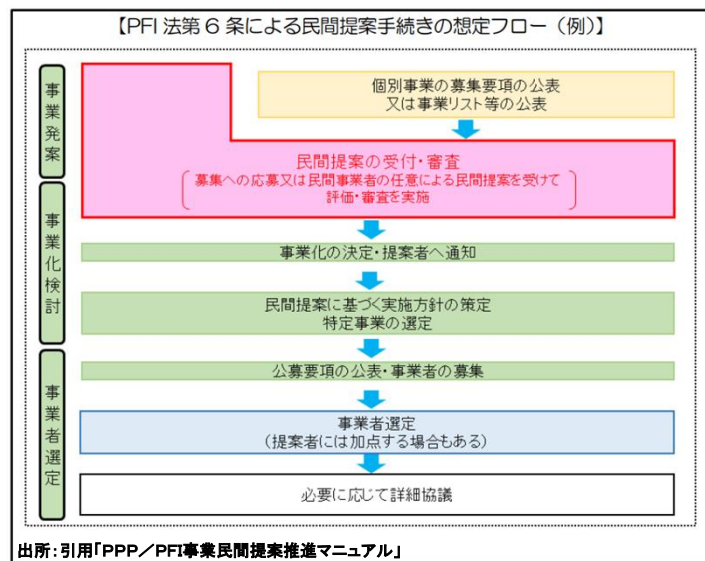 【PFI 法第 6 条による民間提案手続きの想定フロー（例）】
事業発案
個別事業の募集要項の公表
又は事業リスト等の公表
民間提案の受付・審査
募集への応募又は民間事業者の任意による民間提案を受けて
評価・審査を実施
事業化検討
事業化の決定・提案者へ通知
民間提案に基づく実施方針の策定
特定事業の選定
事業者選定
公募要項の公表・事業者の募集
事業者選定
（提案者には加点する場合もある）
必要に応じて詳細協議
出所：引用「PPP／PFI事業民間提案推進マニュアル」